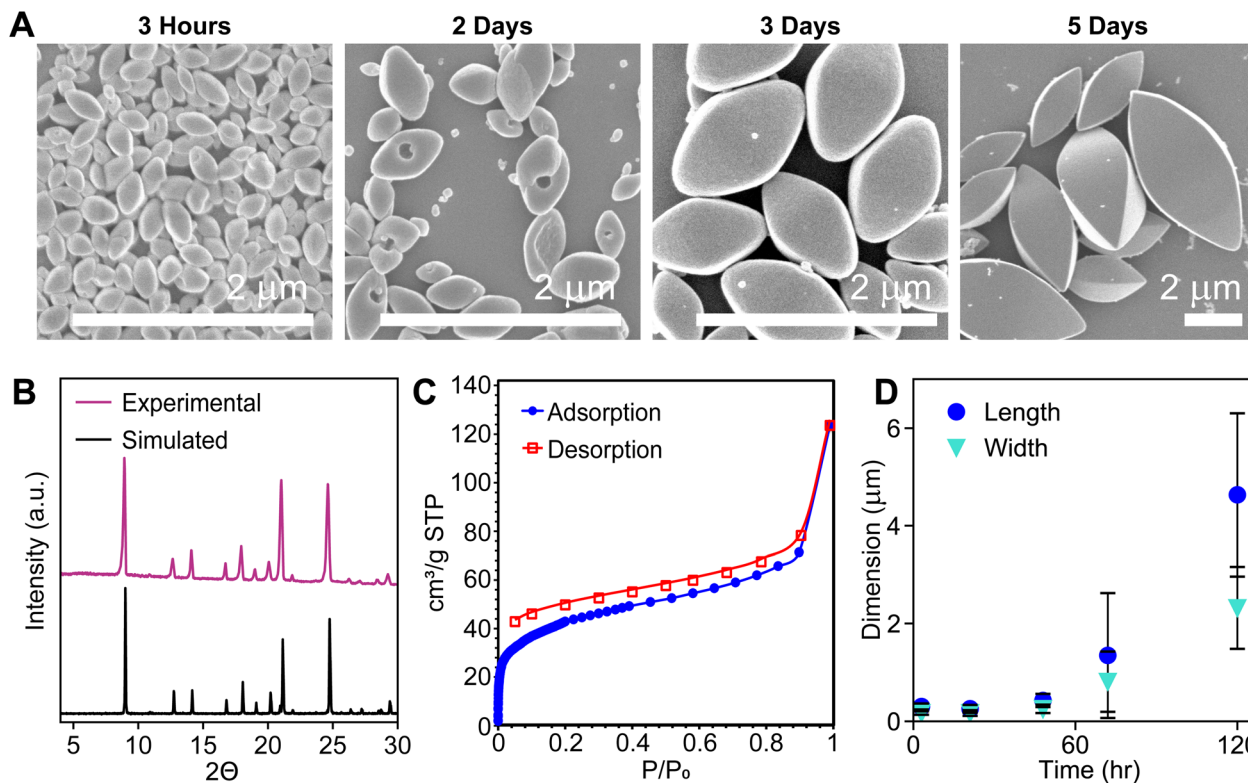 A
3 Hours
2 Days
3 Days
5 Days
2 μm
2 μm
2 μm
2 μm
B
Experimental
Simulated
Intensity (a.u.)
5 10 15 20 25 30
2Θ
C
140
120
100
80
60
40
20
0
Adsorption
Desorption
cm³/g STP
0 0.2 0.4 0.6 0.8 1
P/P₀
D
Length
Width
Dimension (μm)
6
4
2
0
0 60 120
Time (hr)